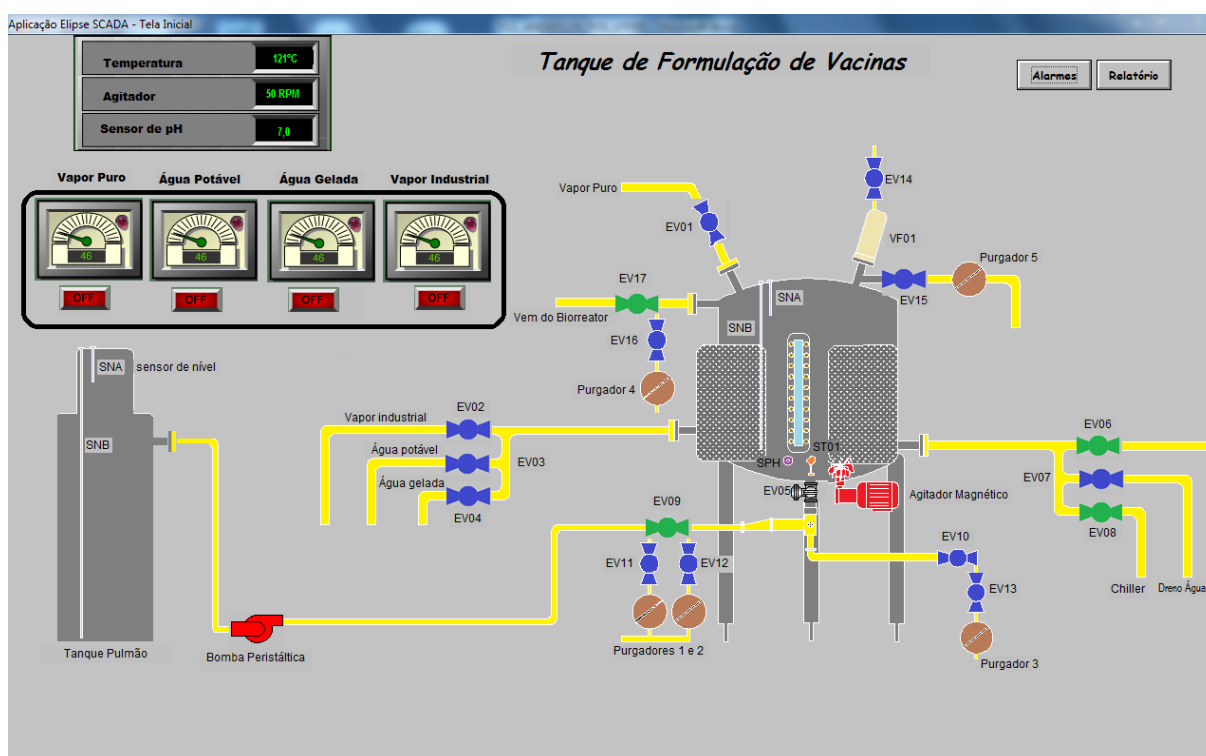 Aplicação Elipse SCADA - Tela Inicial
Temperatura 121ºC
Agitador 50 RPM
Sensor de pH 7,0
Tanque de Formulação de Vacinas
Alarmes Relatório
Vapor Puro Água Potável Água Gelada Vapor Industrial
46 46 46 46
OFF OFF OFF OFF
Vapor Puro
EV01
EV14
VF01
Purgador 5
EV15
EV17
Vem do Biorreator
EV16
Purgador 4
SNA
SNB
SNA sensor de nível
SNB
Tanque Pulmão
Bomba Peristáltica
Vapor industrial
EV02
Água potável
EV03
Água gelada
EV04
SPH
ST01
EV05
Agitador Magnético
EV06
EV07
EV08
Chiller
Dreno Água
EV09
EV11
EV12
Purgadores 1 e 2
EV10
EV13
Purgador 3